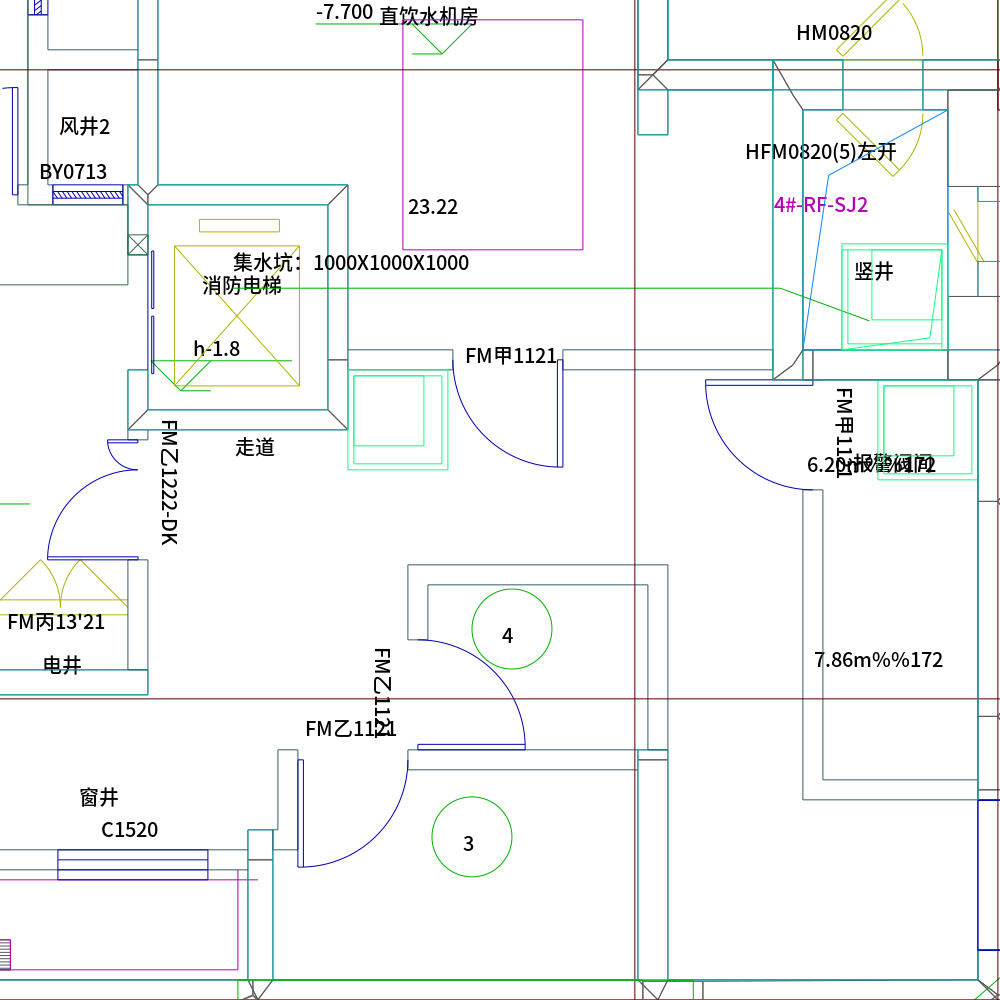 -7.700 直饮水机房
HM0820
风井2
BY0713
HFM0820(5)左开
4#-RF-SJ2
23.22
集水坑：1000X1000X1000
消防电梯
竖井
h-1.8
FM甲1121
FM甲1121
走道
FM乙1222-DK
6.20m%%172
报警阀间
FM丙13'21
电井
4
FM乙1121
7.86m%%172
FM乙1121
窗井
C1520
3